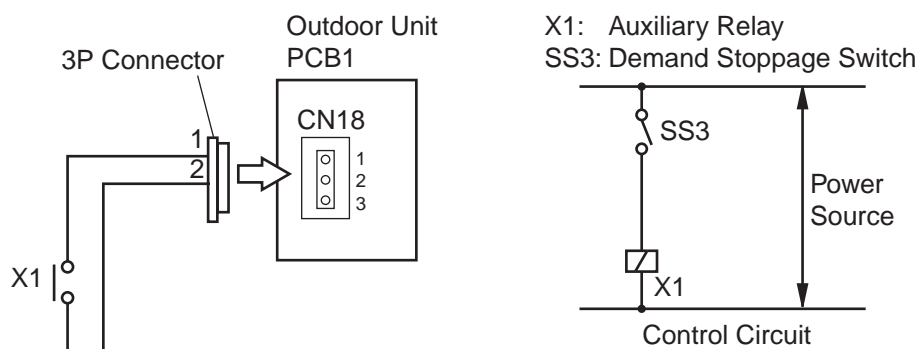 Outdoor Unit
PCB1
3P Connector
CN18
1
2
1
2
3
X1
X1: Auxiliary Relay
SS3: Demand Stoppage Switch
SS3
Power
Source
X1
Control Circuit